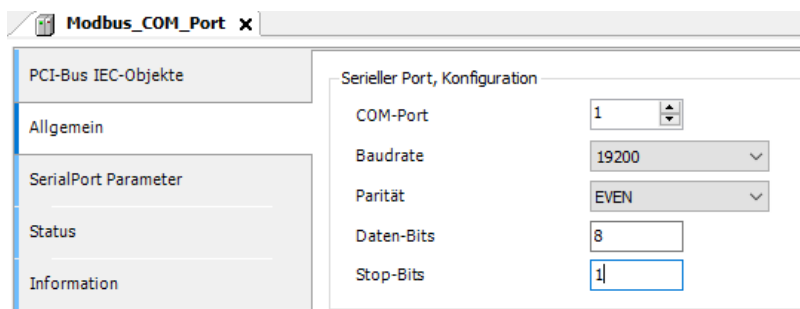 Modbus_COM_Port x
PCI-Bus IEC-Objekte
Allgemein
SerialPort Parameter
Status
Information
Serieller Port, Konfiguration
COM-Port 1
Baudrate 19200
Parität EVEN
Daten-Bits 8
Stop-Bits 1